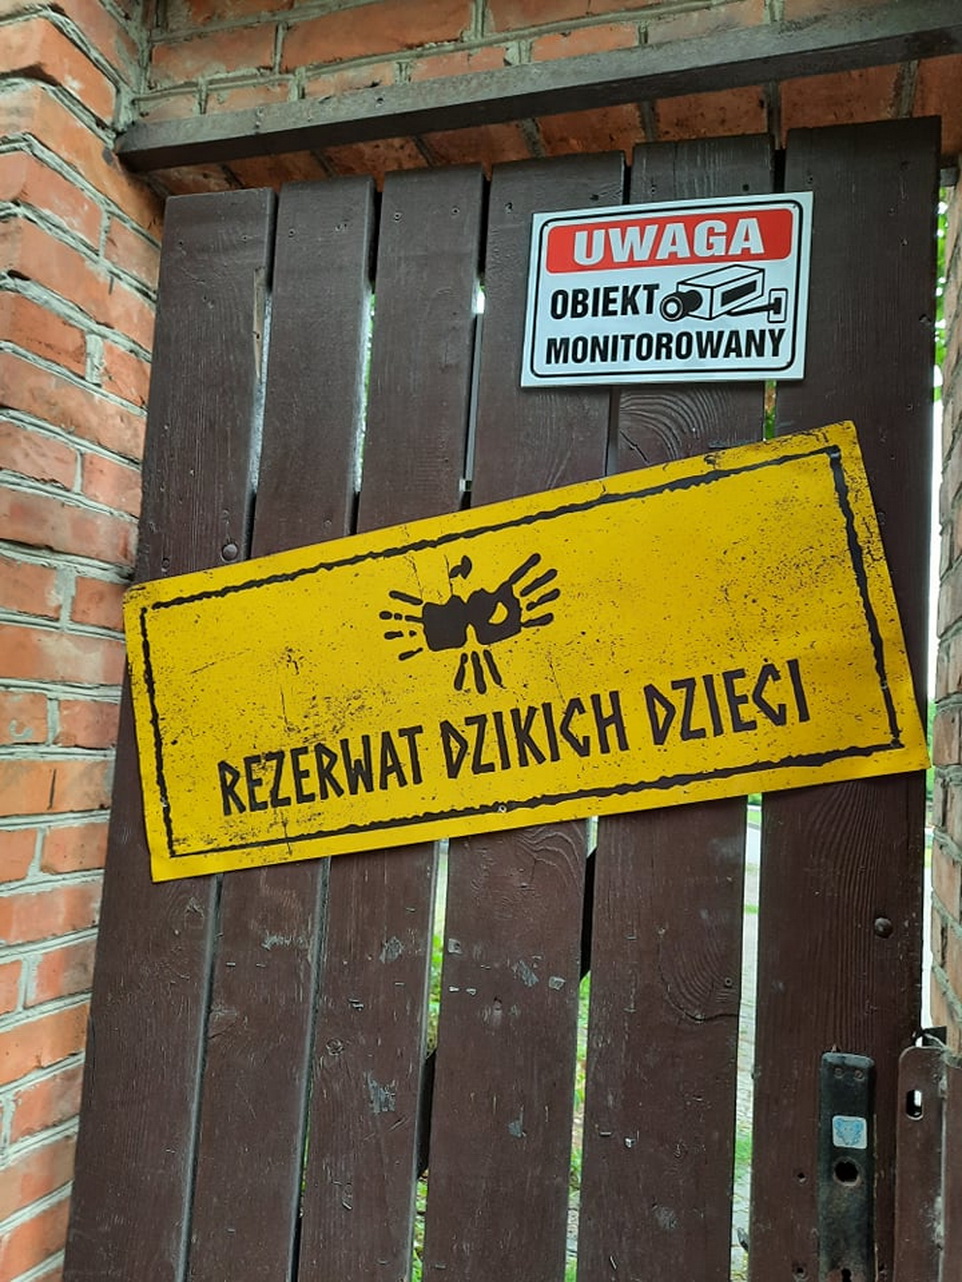 UWAGA
OBIEKT
MONITOROWANY
REZERWAT DZIKICH DZIECI